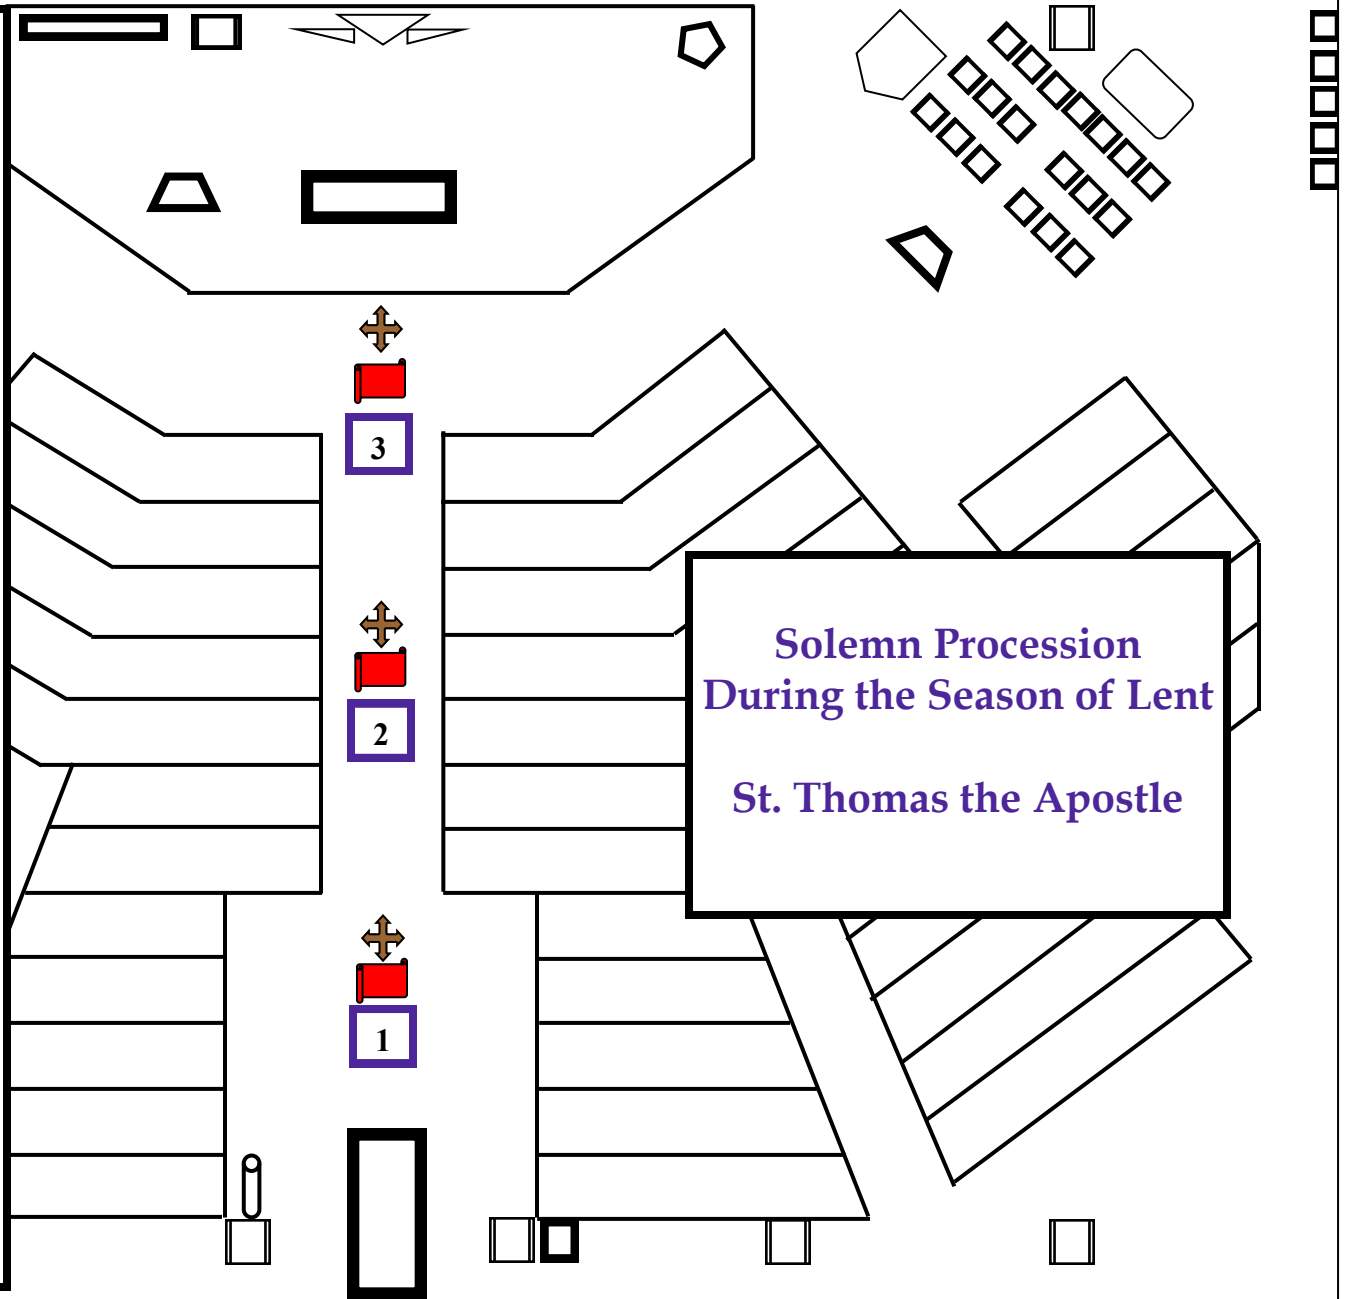 3
2
Solemn Procession
During the Season of Lent
St. Thomas the Apostle
1